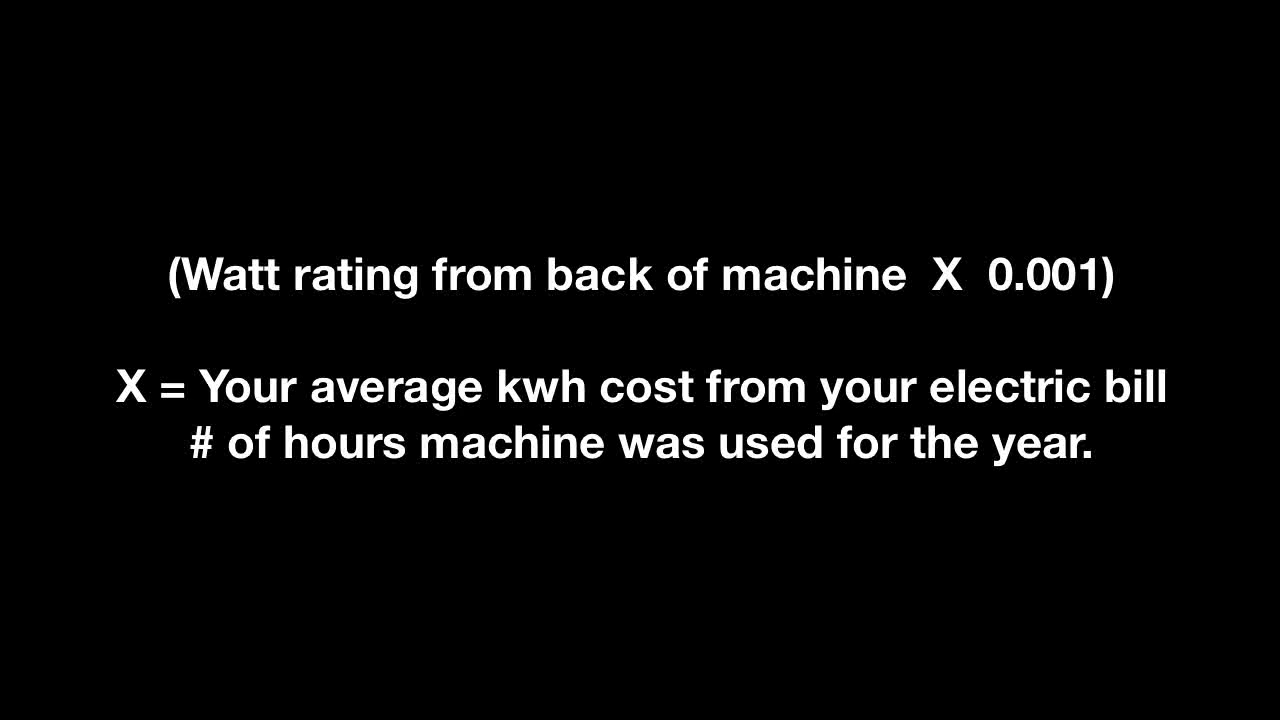 (Watt rating from back of machine  X  0.001)
X = Your average kwh cost from your electric bill
# of hours machine was used for the year.